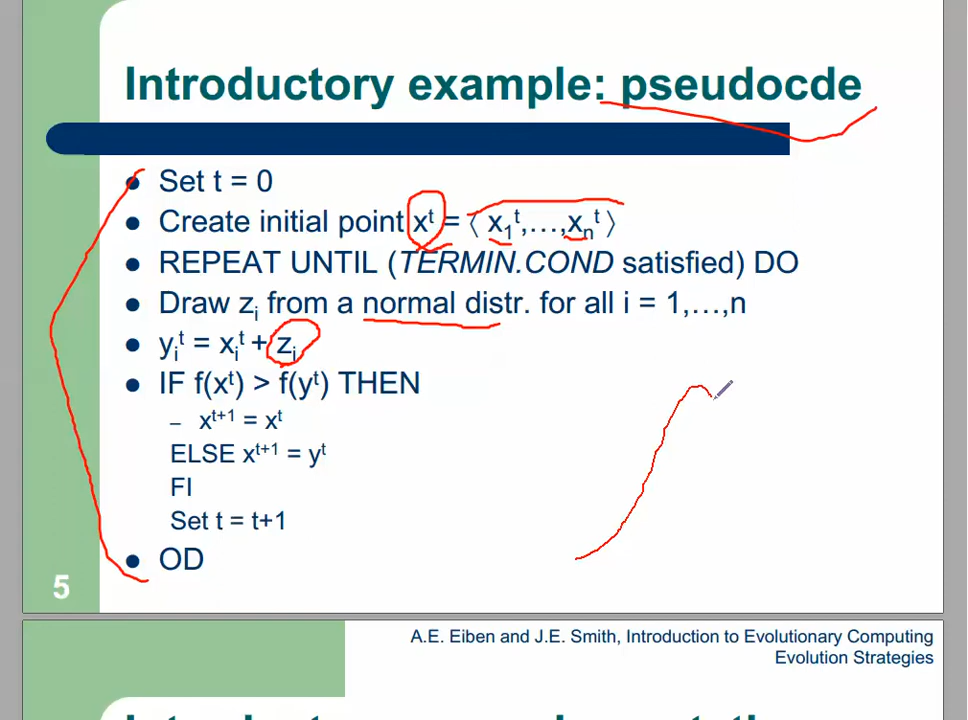 Introductory example: pseudocde
Set t = 0
Create initial point xᵗ = ⟨ x₁ᵗ,…,xₙᵗ ⟩
REPEAT UNTIL (TERMIN.COND satisfied) DO
Draw zᵢ from a normal distr. for all i = 1,…,n
yᵢᵗ = xᵢᵗ + zᵢ
IF f(xᵗ) > f(yᵗ) THEN
– xᵗ⁺¹ = xᵗ
ELSE xᵗ⁺¹ = yᵗ
FI
Set t = t+1
OD
5
A.E. Eiben and J.E. Smith, Introduction to Evolutionary Computing
Evolution Strategies